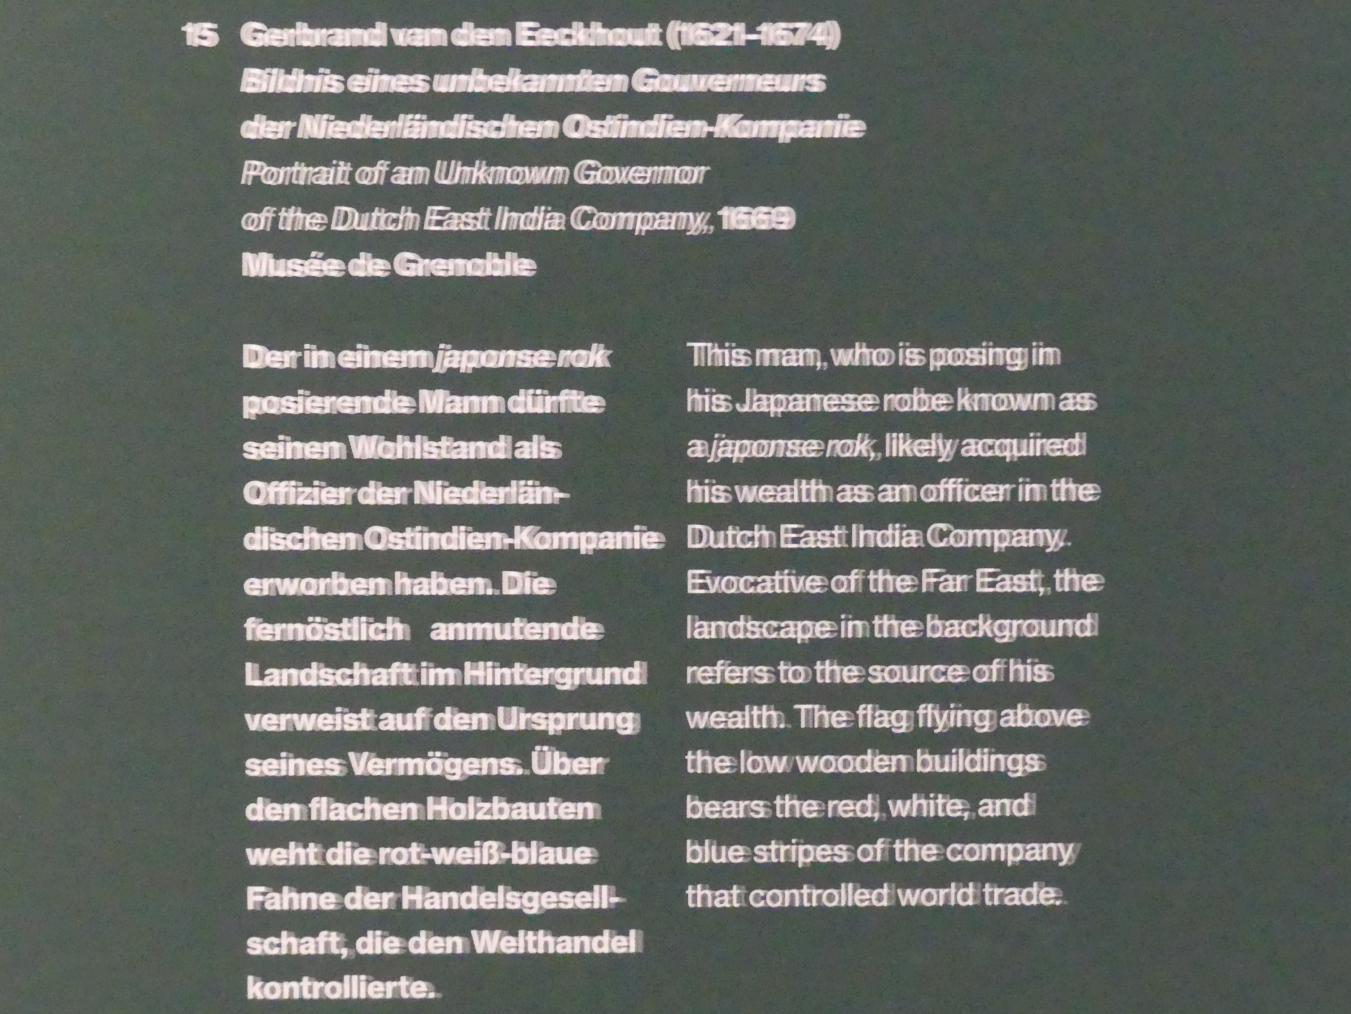 15 Gerbrand van den Eeckhout (1621–1674)
Bildnis eines unbekannten Gouverneurs
der Niederländischen Ostindien-Kompanie
Portrait of an Unknown Governor
of the Dutch East India Company, 1669
Musée de Grenoble
Der in einem japonse rok
posierende Mann dürfte
seinen Wohlstand als
Offizier der Niederlän-
dischen Ostindien-Kompanie
erworben haben. Die
fernöstlich anmutende
Landschaft im Hintergrund
verweist auf den Ursprung
seines Vermögens. Über
den flachen Holzbauten
weht die rot-weiß-blaue
Fahne der Handelsgesell-
schaft, die den Welthandel
kontrollierte.
This man, who is posing in
his Japanese robe known as
a japonse rok, likely acquired
his wealth as an officer in the
Dutch East India Company.
Evocative of the Far East, the
landscape in the background
refers to the source of his
wealth. The flag flying above
the low wooden buildings
bears the red, white, and
blue stripes of the company
that controlled world trade.